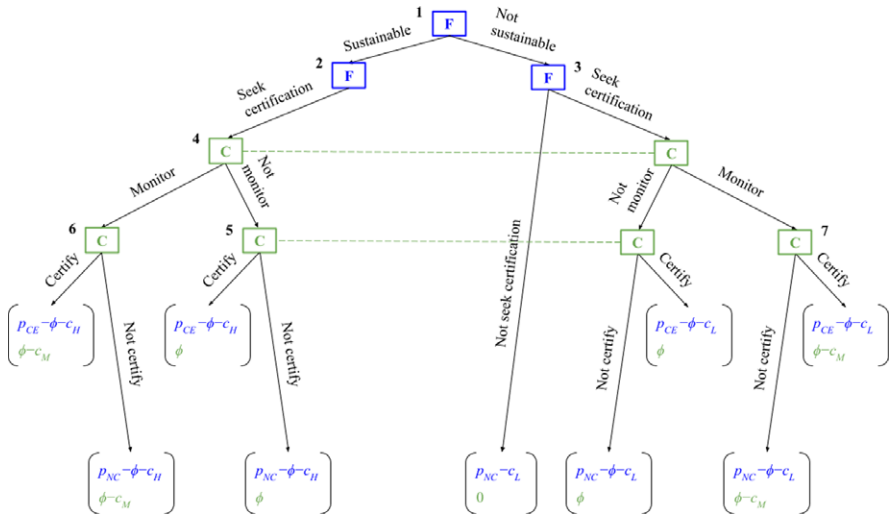 1
F
Sustainable
Not
sustainable
2
F
3
F
Seek
certification
Seek
certification
4
C
C
Monitor
Not
monitor
Not
monitor
Monitor
6
C
5
C
C
7
C
Certify
Not certify
Certify
Not certify
Not seek certification
Not certify
Certify
Not certify
Certify
p_CE−ϕ−c_H
ϕ−c_M
p_CE−ϕ−c_H
ϕ
p_CE−ϕ−c_L
ϕ
p_CE−ϕ−c_L
ϕ−c_M
p_NC−ϕ−c_H
ϕ−c_M
p_NC−ϕ−c_H
ϕ
p_NC−c_L
0
p_NC−ϕ−c_L
ϕ
p_NC−ϕ−c_L
ϕ−c_M